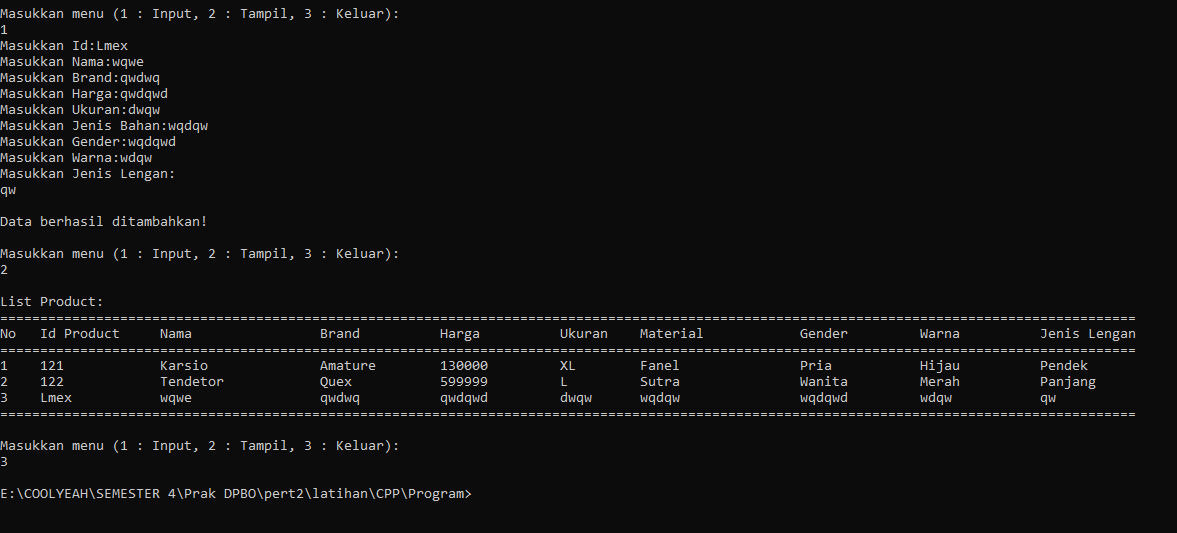 Masukkan menu (1 : Input, 2 : Tampil, 3 : Keluar):
1
Masukkan Id:Lmex
Masukkan Nama:wqwe
Masukkan Brand:qwdwq
Masukkan Harga:qwdqwd
Masukkan Ukuran:dwqw
Masukkan Jenis Bahan:wqdqw
Masukkan Gender:wqdqwd
Masukkan Warna:wdqw
Masukkan Jenis Lengan:
qw
Data berhasil ditambahkan!
Masukkan menu (1 : Input, 2 : Tampil, 3 : Keluar):
2
List Product:
==============================================================================================================================================
No   Id Product     Nama                Brand          Harga          Ukuran    Material            Gender         Warna          Jenis Lengan
==============================================================================================================================================
1    121            Karsio              Amature        130000         XL        Fanel               Pria           Hijau          Pendek
2    122            Tendetor            Quex           599999         L         Sutra               Wanita         Merah          Panjang
3    Lmex           wqwe                qwdwq          qwdqwd         dwqw      wqdqw               wqdqwd         wdqw           qw
==============================================================================================================================================
Masukkan menu (1 : Input, 2 : Tampil, 3 : Keluar):
3
E:\COOLYEAH\SEMESTER 4\Prak DPBO\pert2\latihan\CPP\Program>